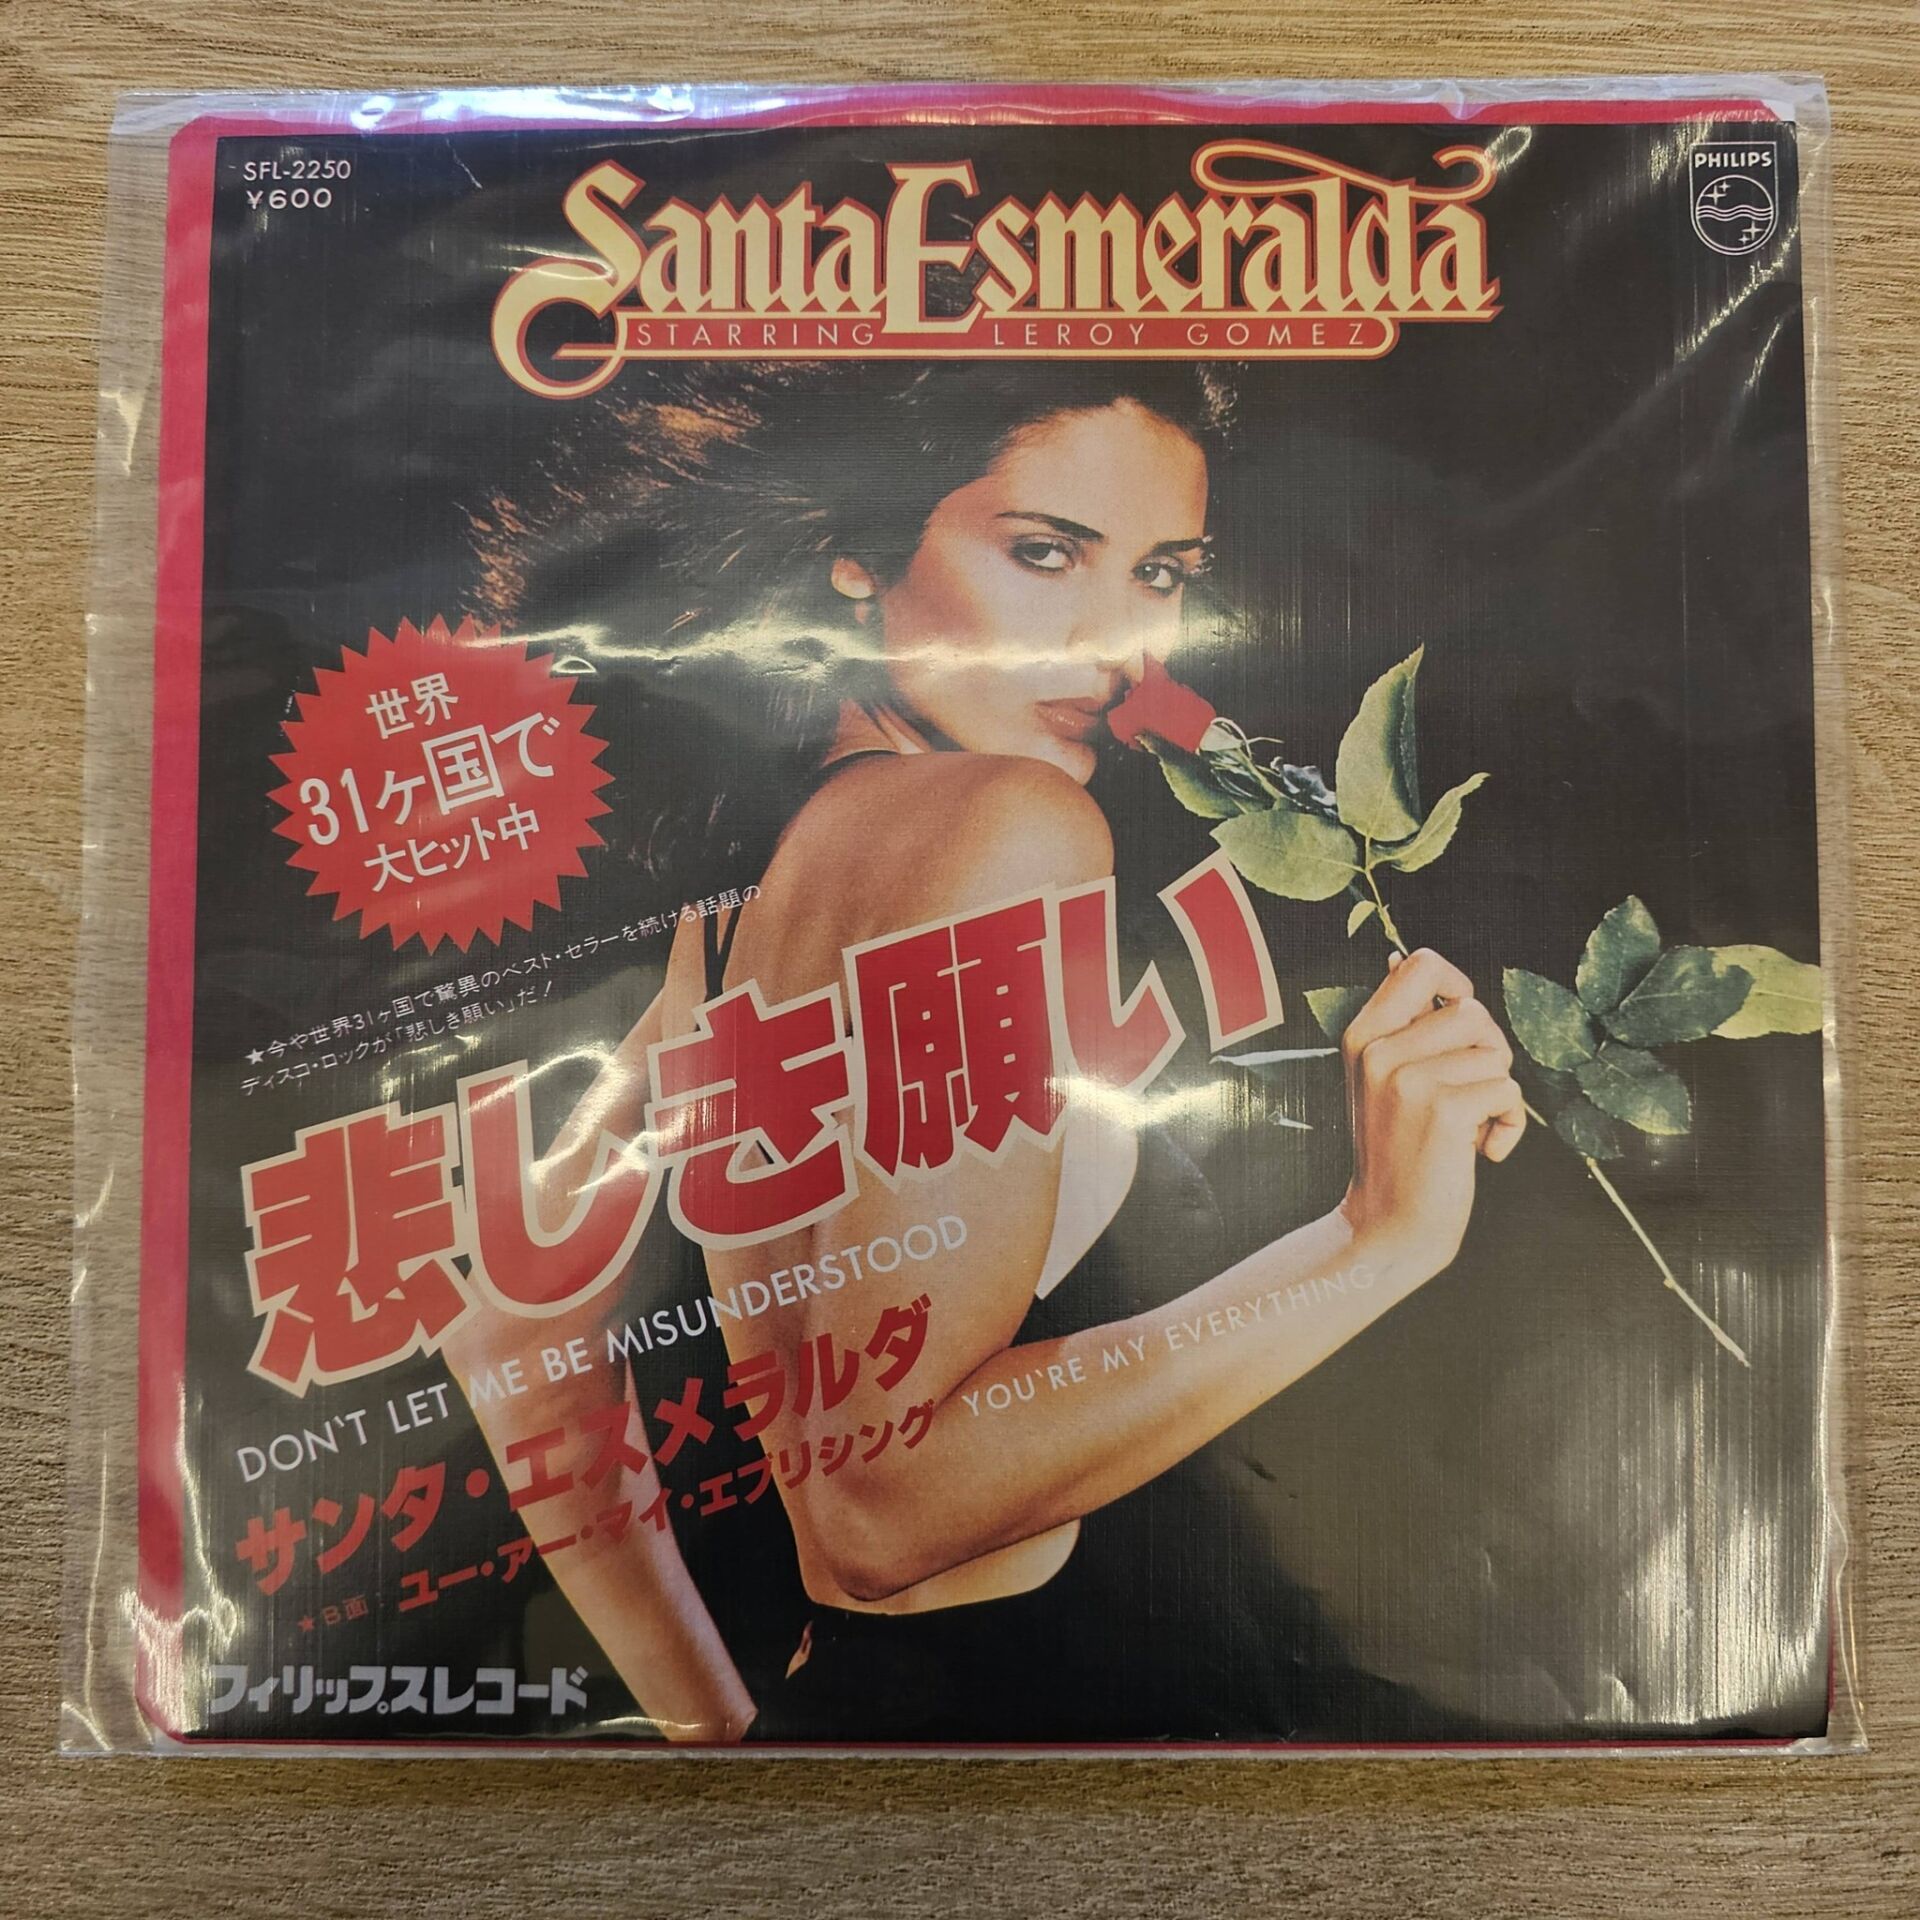 SFL-2250
¥600
Santa Esmeralda
STARRING LEROY GOMEZ
PHILIPS
世界
31ヶ国で
大ヒット中
★今や世界31ヶ国で驚異のベスト・セラーを続ける話題の
ディスコ・ロックが「悲しき願い」だ!
悲しき願い
DON'T LET ME BE MISUNDERSTOOD
サンタ・エスメラルダ
★B面:ユー・アー・マイ・エブリシング YOU'RE MY EVERYTHING
フィリップスレコード